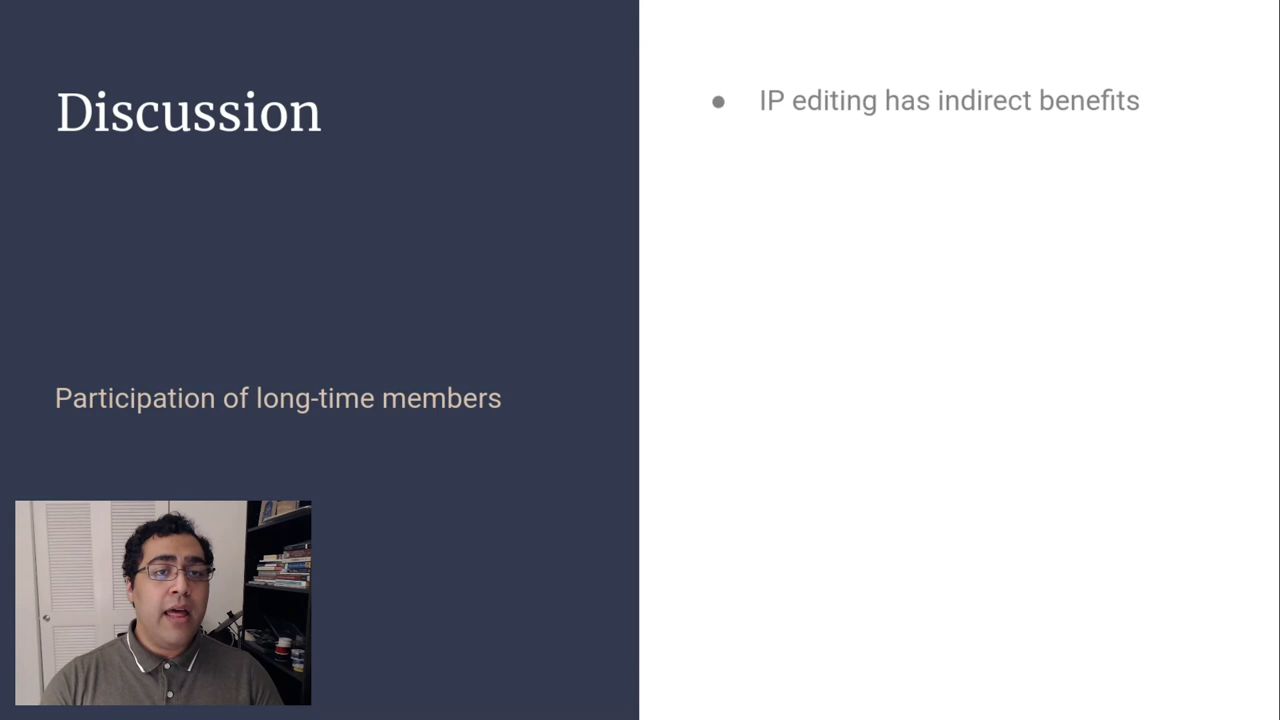 Discussion
Participation of long-time members
● IP editing has indirect benefits